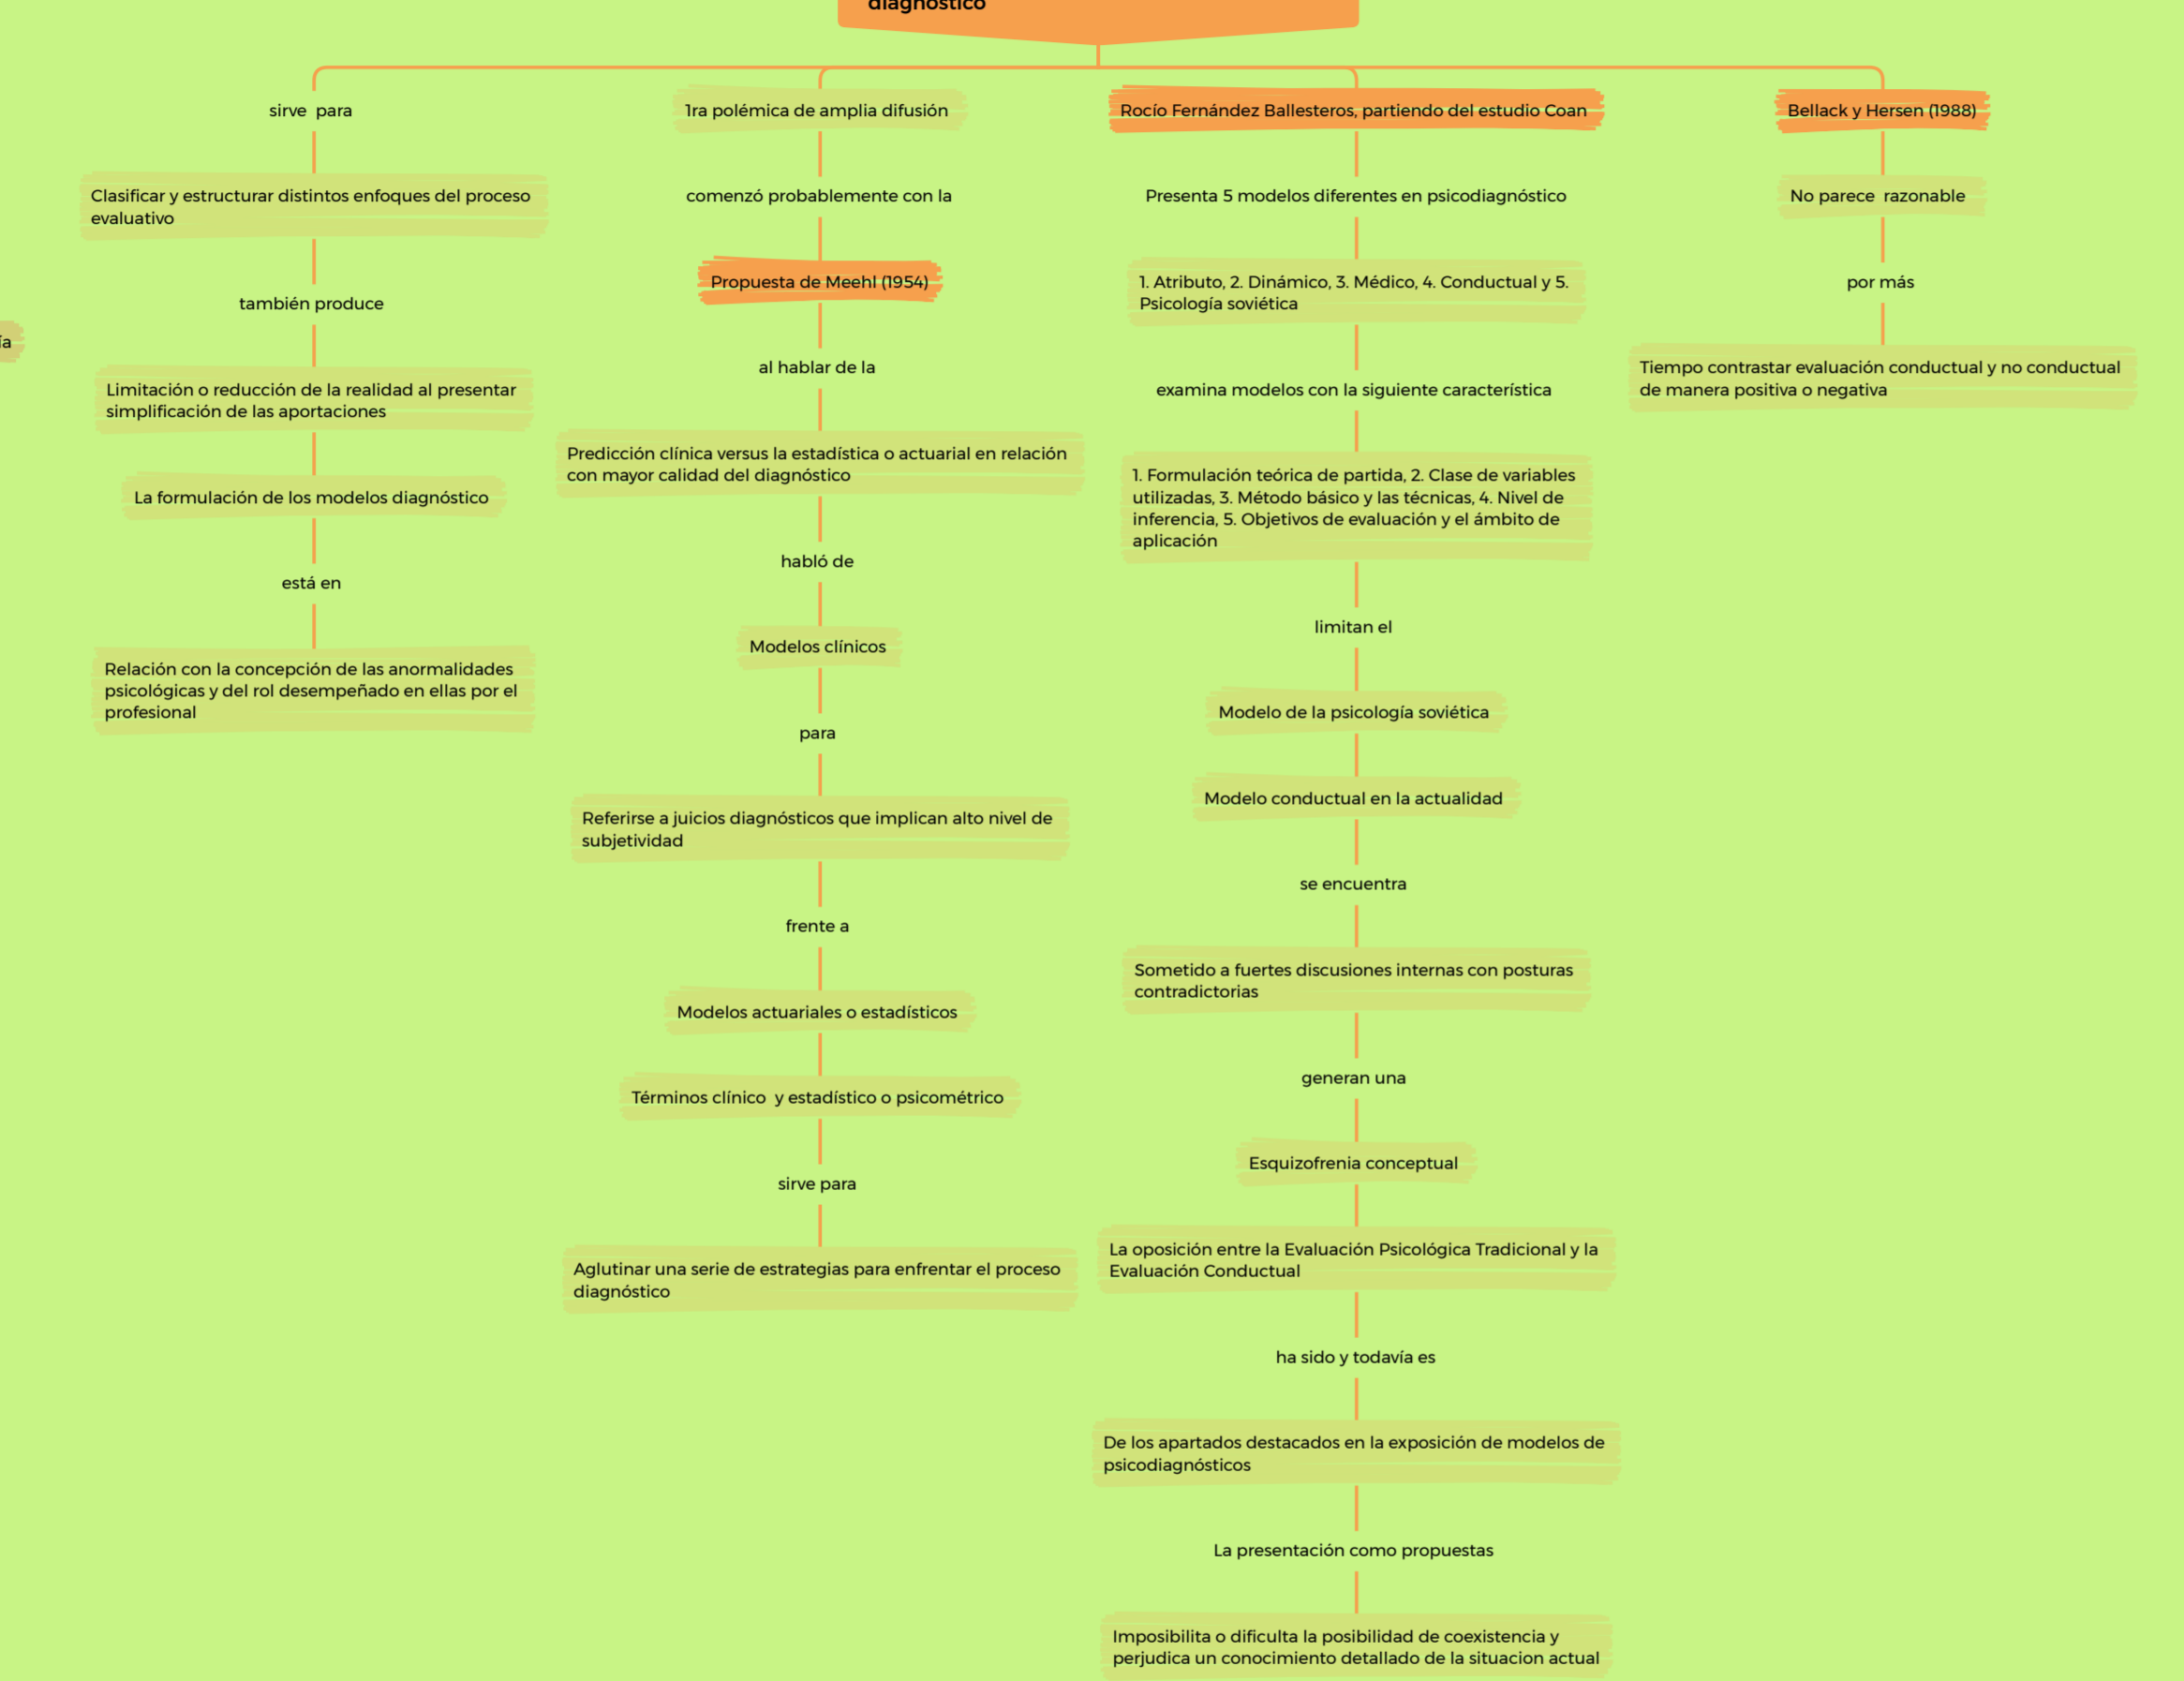 diagnóstico
sirve  para
Clasificar y estructurar distintos enfoques del proceso
evaluativo
también produce
Limitación o reducción de la realidad al presentar
simplificación de las aportaciones
La formulación de los modelos diagnóstico
está en
Relación con la concepción de las anormalidades
psicológicas y del rol desempeñado en ellas por el
profesional
1ra polémica de amplia difusión
comenzó probablemente con la
Propuesta de Meehl (1954)
al hablar de la
Predicción clínica versus la estadística o actuarial en relación
con mayor calidad del diagnóstico
habló de
Modelos clínicos
para
Referirse a juicios diagnósticos que implican alto nivel de
subjetividad
frente a
Modelos actuariales o estadísticos
Términos clínico  y estadístico o psicométrico
sirve para
Aglutinar una serie de estrategias para enfrentar el proceso
diagnóstico
Rocío Fernández Ballesteros, partiendo del estudio Coan
Presenta 5 modelos diferentes en psicodiagnóstico
1. Atributo, 2. Dinámico, 3. Médico, 4. Conductual y 5.
Psicología soviética
examina modelos con la siguiente característica
1. Formulación teórica de partida, 2. Clase de variables
utilizadas, 3. Método básico y las técnicas, 4. Nivel de
inferencia, 5. Objetivos de evaluación y el ámbito de
aplicación
limitan el
Modelo de la psicología soviética
Modelo conductual en la actualidad
se encuentra
Sometido a fuertes discusiones internas con posturas
contradictorias
generan una
Esquizofrenia conceptual
La oposición entre la Evaluación Psicológica Tradicional y la
Evaluación Conductual
ha sido y todavía es
De los apartados destacados en la exposición de modelos de
psicodiagnósticos
La presentación como propuestas
Imposibilita o dificulta la posibilidad de coexistencia y
perjudica un conocimiento detallado de la situacion actual
Bellack y Hersen (1988)
No parece  razonable
por más
Tiempo contrastar evaluación conductual y no conductual
de manera positiva o negativa